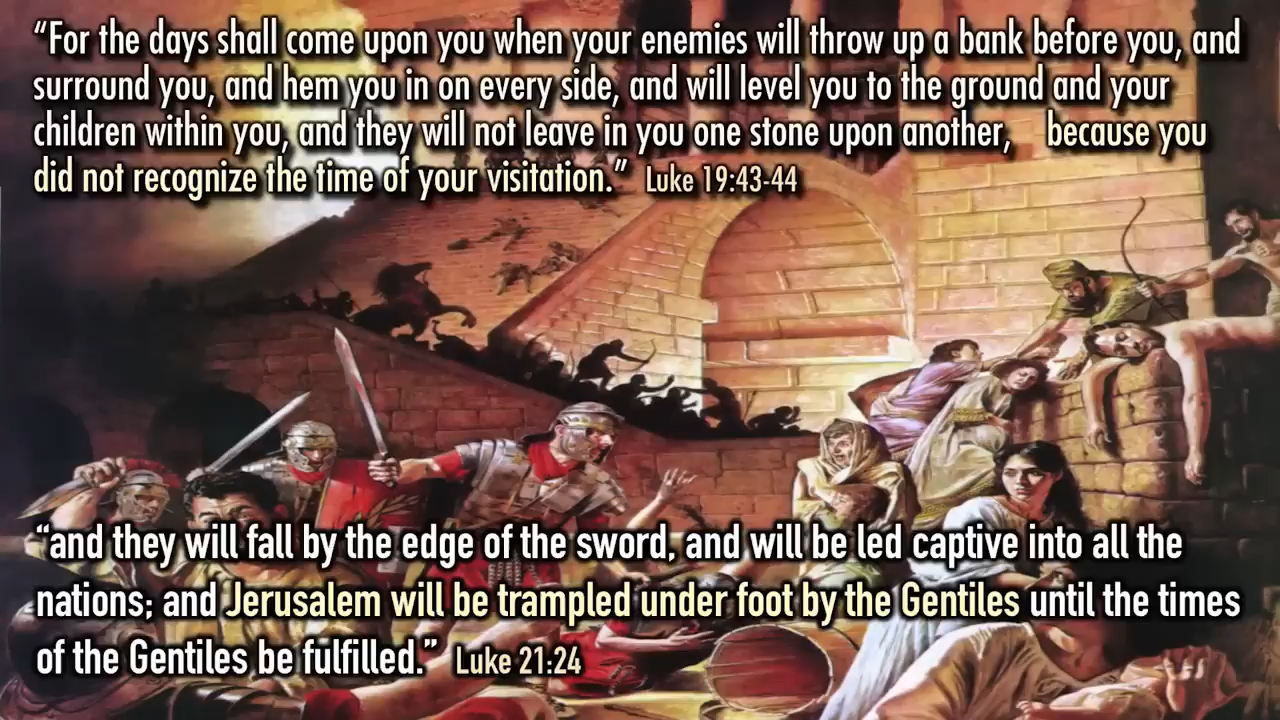 “For the days shall come upon you when your enemies will throw up a bank before you, and
surround you, and hem you in on every side, and will level you to the ground and your
children within you, and they will not leave in you one stone upon another, because you
did not recognize the time of your visitation.” Luke 19:43-44
“and they will fall by the edge of the sword, and will be led captive into all the
nations; and Jerusalem will be trampled under foot by the Gentiles until the times
of the Gentiles be fulfilled.” Luke 21:24